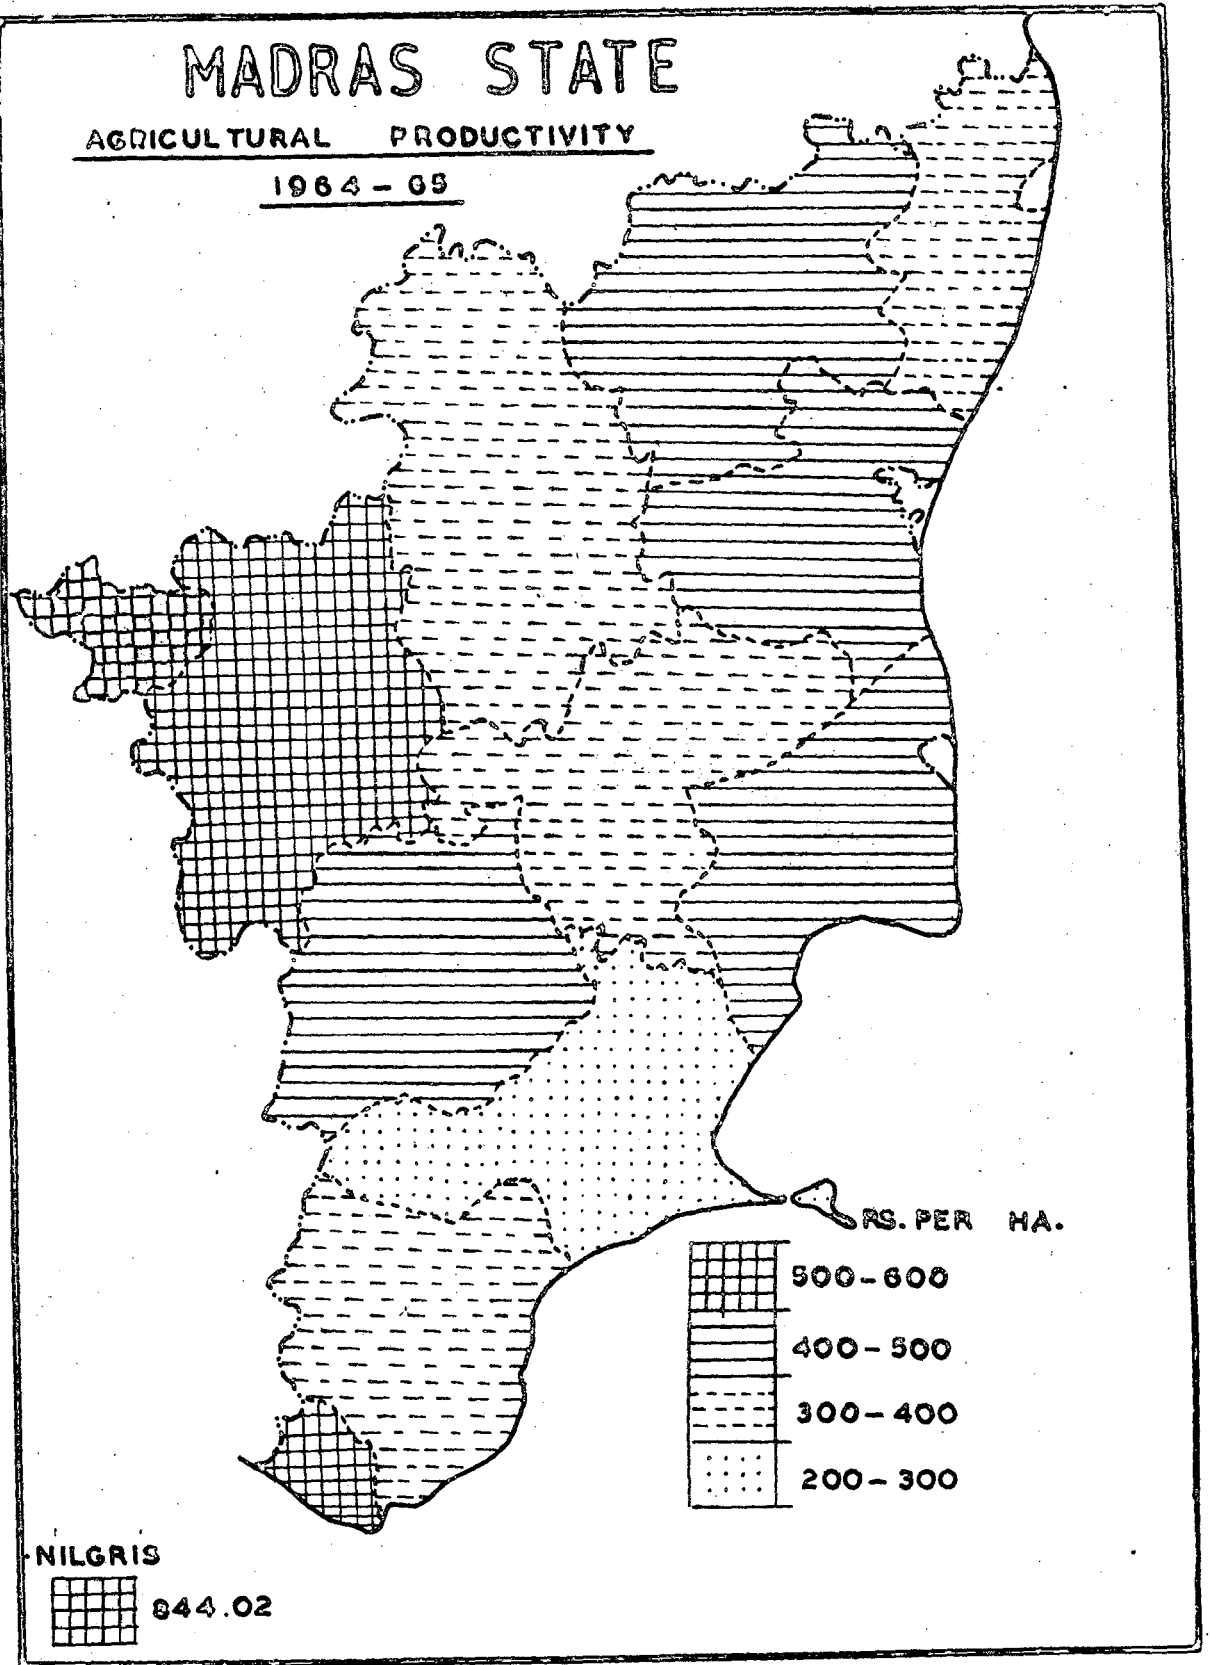 MADRAS STATE
AGRICULTURAL PRODUCTIVITY
1964-65
RS. PER HA.
500-600
400-500
300-400
200-300
NILGRIS
844.02